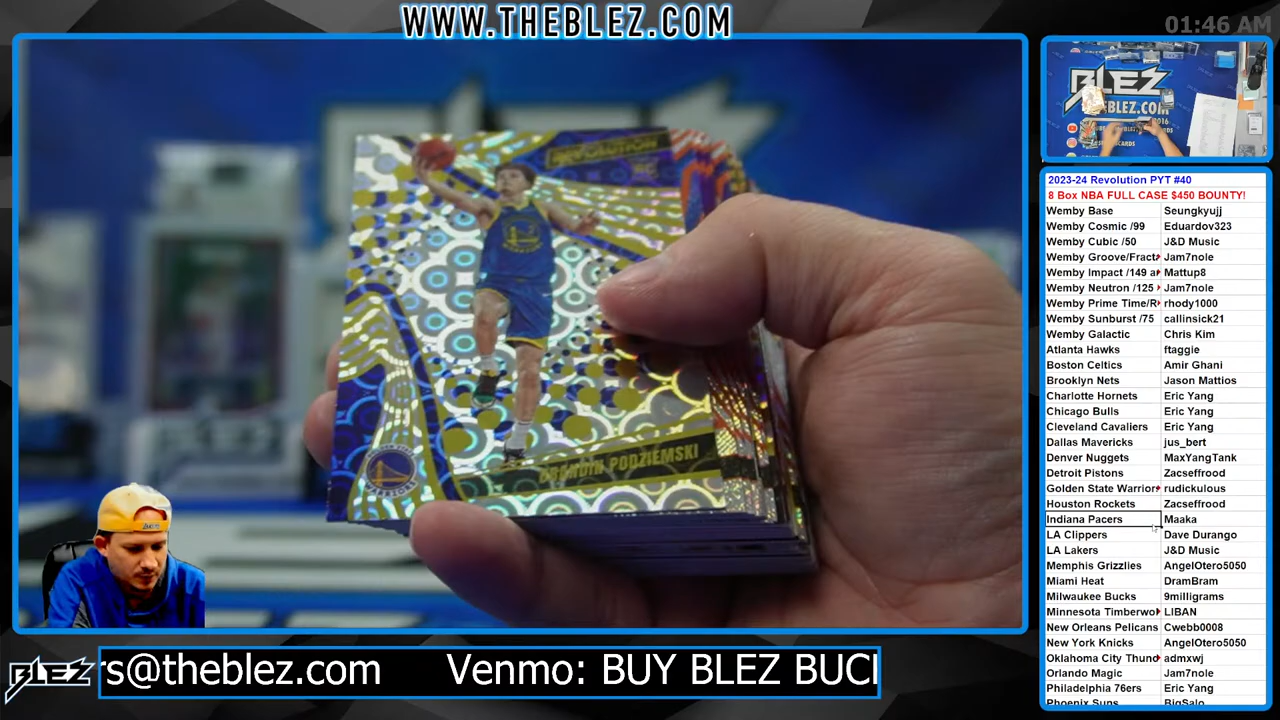 WWW.THEBLEZ.COM
01:46 AM
BLEZ
THEBLEZ.COM
REVOLUTION
BRANDIN PODZIEMSKI
2023-24 Revolution PYT #40
8 Box NBA FULL CASE $450 BOUNTY!
Wemby Base Seungkyujj
Wemby Cosmic /99 Eduardov323
Wemby Cubic /50 J&D Music
Wemby Groove/Fract Jam7nole
Wemby Impact /149 a Mattup8
Wemby Neutron /125 Jam7nole
Wemby Prime Time/R rhody1000
Wemby Sunburst /75 callinsick21
Wemby Galactic Chris Kim
Atlanta Hawks ftaggie
Boston Celtics Amir Ghani
Brooklyn Nets Jason Mattios
Charlotte Hornets Eric Yang
Chicago Bulls Eric Yang
Cleveland Cavaliers Eric Yang
Dallas Mavericks jus_bert
Denver Nuggets MaxYangTank
Detroit Pistons Zacseffrood
Golden State Warrior rudickulous
Houston Rockets Zacseffrood
Indiana Pacers Maaka
LA Clippers Dave Durango
LA Lakers J&D Music
Memphis Grizzlies AngelOtero5050
Miami Heat DramBram
Milwaukee Bucks 9milligrams
Minnesota Timberwo LIBAN
New Orleans Pelicans Cwebb0008
New York Knicks AngelOtero5050
Oklahoma City Thund admxwj
Orlando Magic Jam7nole
Philadelphia 76ers Eric Yang
Phoenix Suns BigSalo
BLEZ
rs@theblez.com Venmo: BUY BLEZ BUC